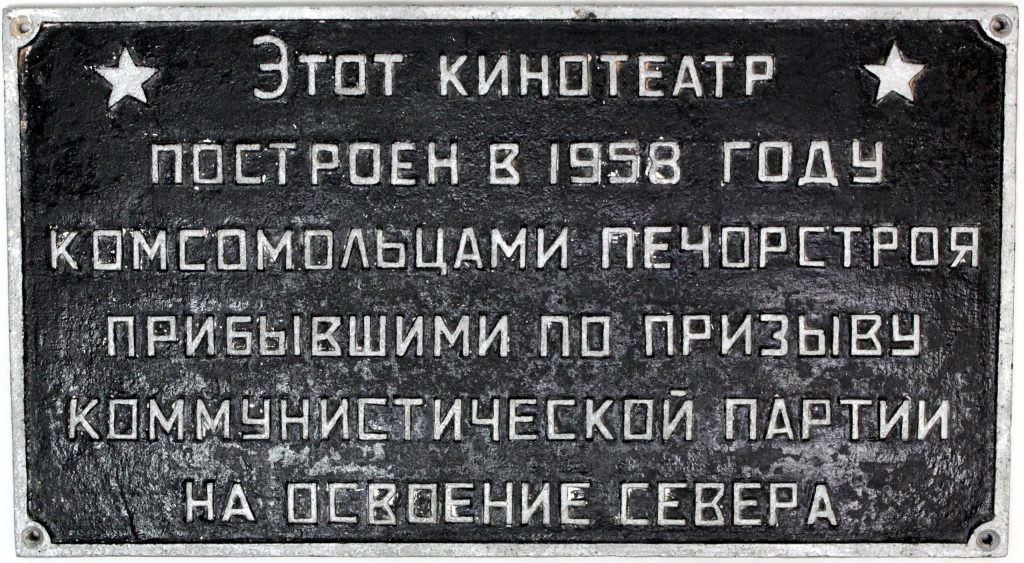 Этот кинотеатр
построен в 1958 году
комсомольцами Печорстроя
прибывшими по призыву
Коммунистической партии
на освоение Севера